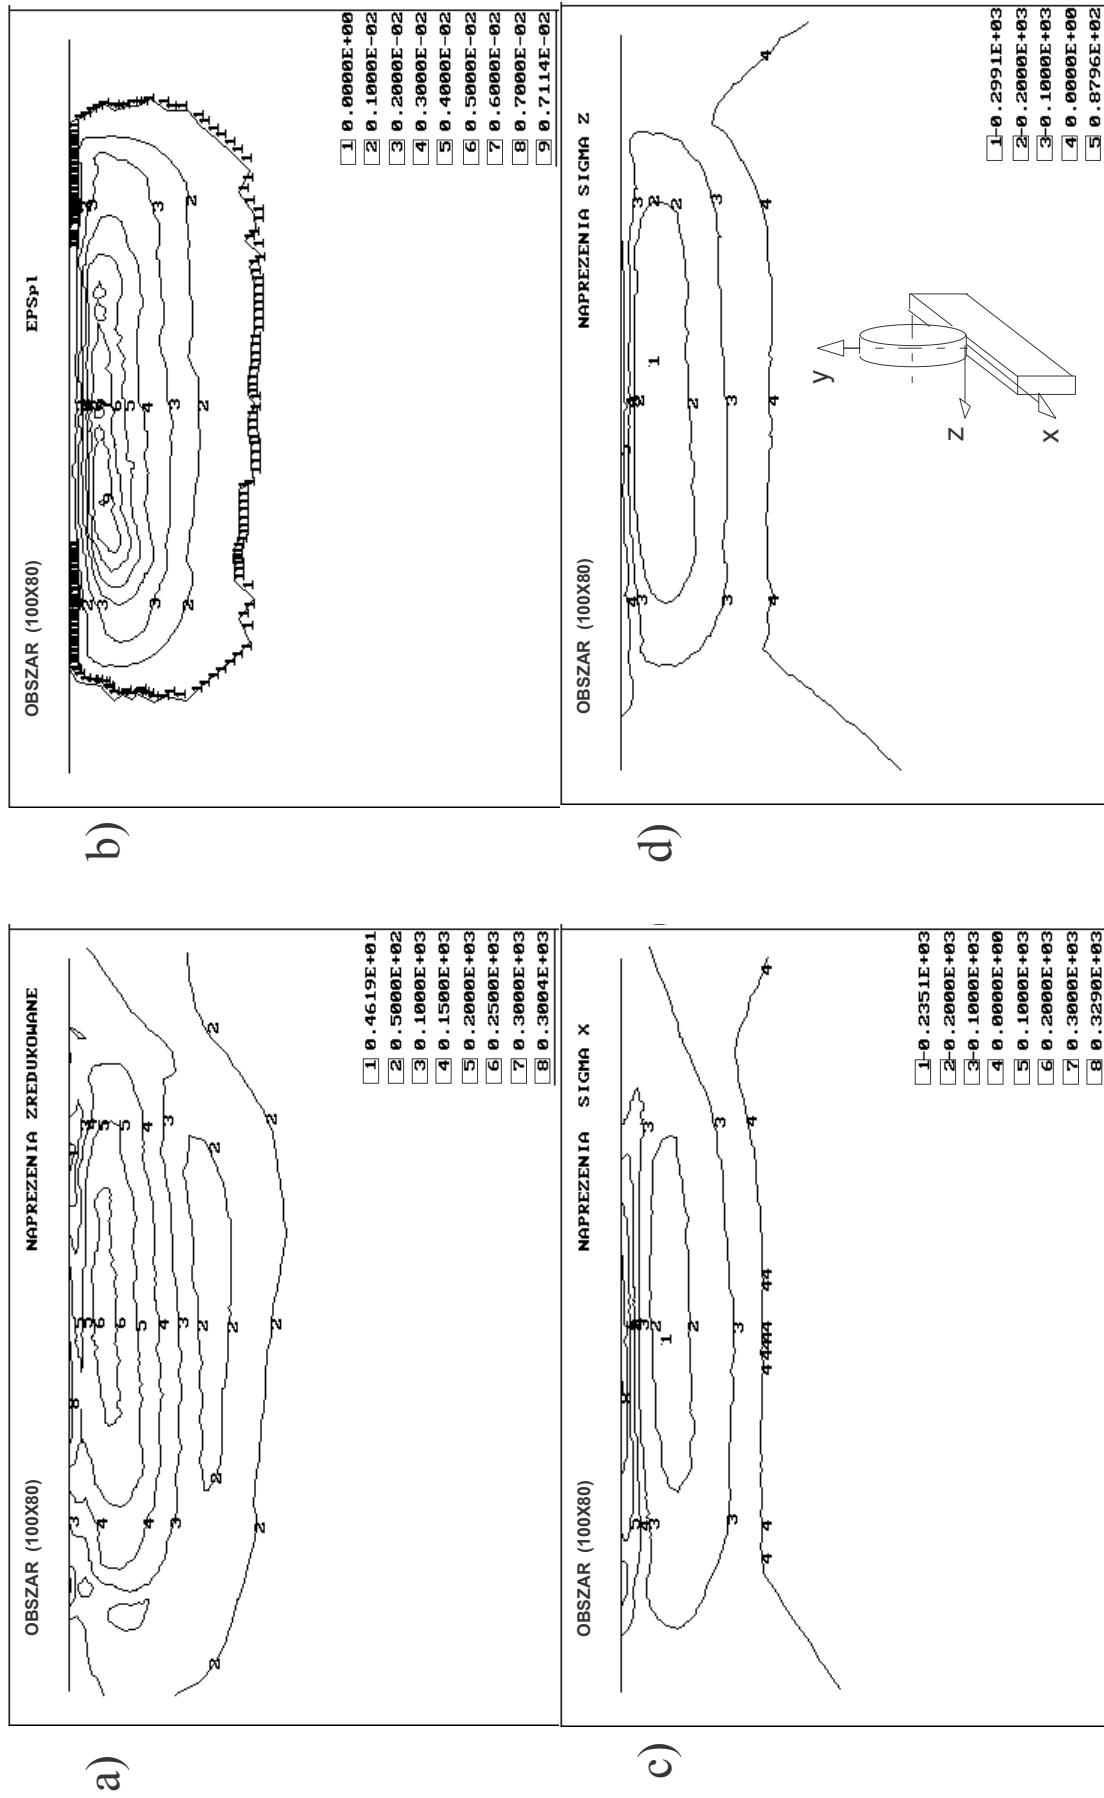 a)
OBSZAR (100X80)
NAPREZENIA ZREDUKOWANE
1 0.4619E+01
2 0.5000E+02
3 0.1000E+03
4 0.1500E+03
5 0.2000E+03
6 0.2500E+03
7 0.3000E+03
8 0.3004E+03
b)
OBSZAR (100X80)
EPSpl
1 0.0000E+00
2 0.1000E-02
3 0.2000E-02
4 0.3000E-02
5 0.4000E-02
6 0.5000E-02
7 0.6000E-02
8 0.7000E-02
9 0.7114E-02
c)
OBSZAR (100X80)
NAPREZENIA SIGMA X
1-0.2351E+03
2-0.2000E+03
3-0.1000E+03
4 0.0000E+00
5 0.1000E+03
6 0.2000E+03
7 0.3000E+03
8 0.3290E+03
d)
OBSZAR (100X80)
NAPREZENIA SIGMA Z
y
z
x
1-0.2991E+03
2-0.2000E+03
3-0.1000E+03
4 0.0000E+00
5 0.8796E+02